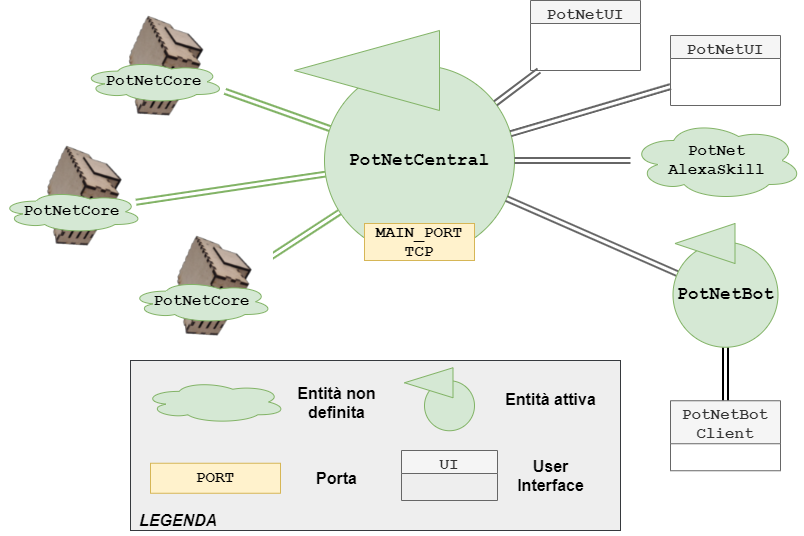 PotNetUI
PotNetUI
PotNetCore
PotNetCentral
PotNet
AlexaSkill
PotNetCore
MAIN_PORT
TCP
PotNetCore
PotNetBot
PotNetBot
Client
Entità non
definita
Entità attiva
PORT
Porta
UI
User
Interface
LEGENDA